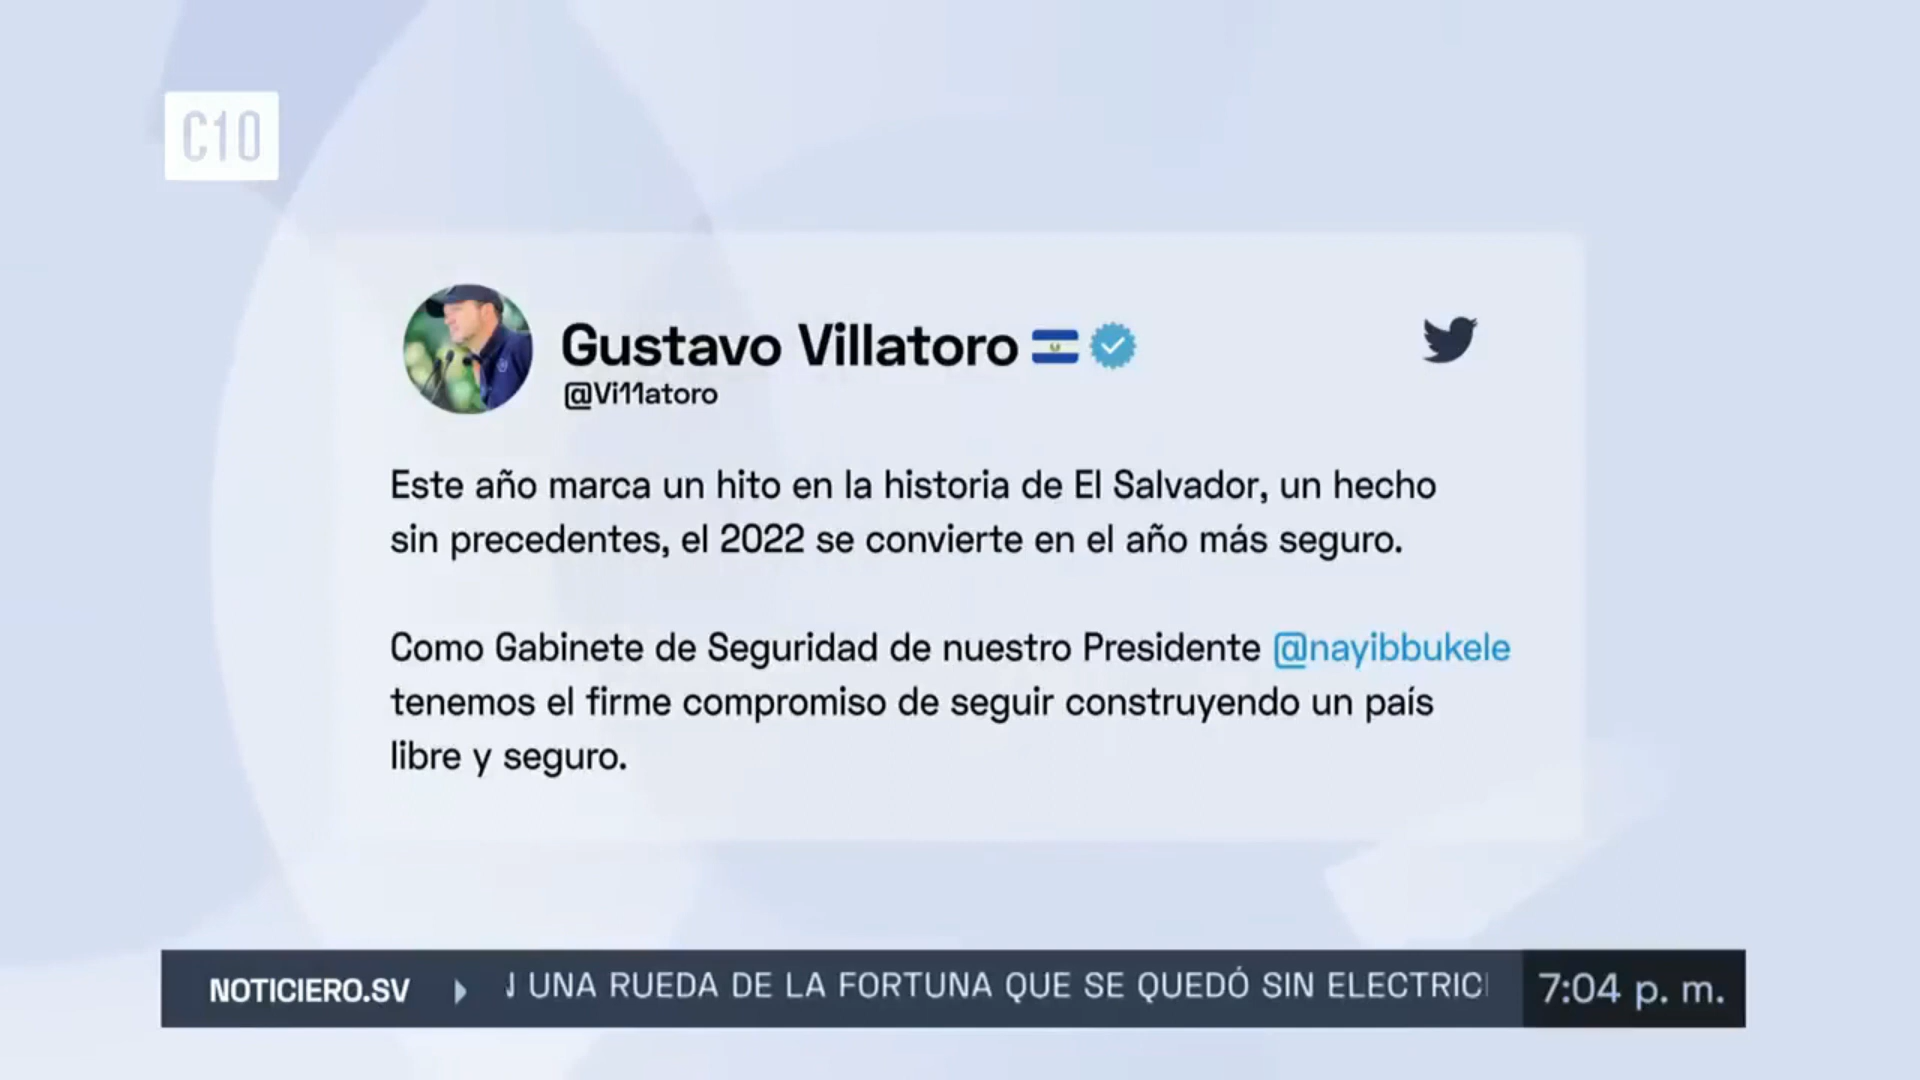 C10
Gustavo Villatoro
@Vi11atoro
Este año marca un hito en la historia de El Salvador, un hecho
sin precedentes, el 2022 se convierte en el año más seguro.
Como Gabinete de Seguridad de nuestro Presidente @nayibbukele
tenemos el firme compromiso de seguir construyendo un país
libre y seguro.
NOTICIERO.SV
UNA RUEDA DE LA FORTUNA QUE SE QUEDÓ SIN ELECTRIC
7:04 p. m.